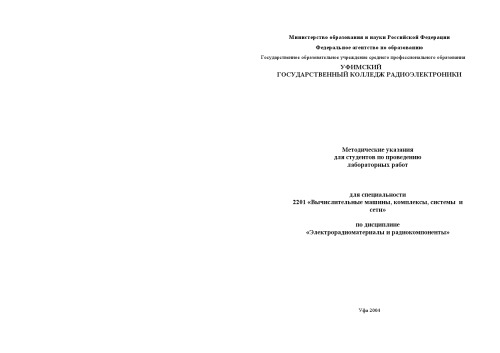 Министерство образования и науки Российской Федерации
Федеральное агентство по образованию
Государственное образовательное учреждение среднего профессионального образования
УФИМСКИЙ
ГОСУДАРСТВЕННЫЙ КОЛЛЕДЖ РАДИОЭЛЕКТРОНИКИ
Методические указания
для студентов по проведению
лабораторных работ
для специальности
2201 «Вычислительные машины, комплексы, системы и
сети»
по дисциплине
«Электрорадиоматериалы и радиокомпоненты»
Уфа 2004